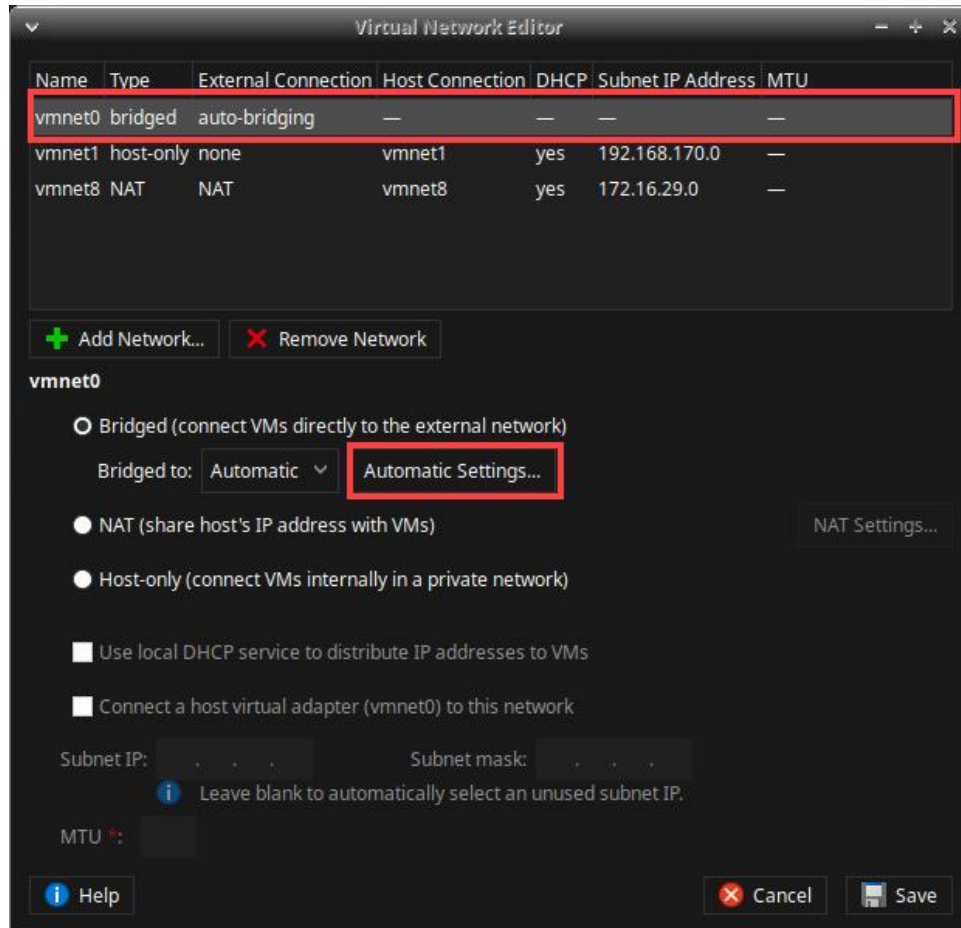 Virtual Network Editor
Name Type External Connection Host Connection DHCP Subnet IP Address MTU
vmnet0 bridged auto-bridging — — — —
vmnet1 host-only none vmnet1 yes 192.168.170.0 —
vmnet8 NAT NAT vmnet8 yes 172.16.29.0 —
Add Network... Remove Network
vmnet0
Bridged (connect VMs directly to the external network)
Bridged to: Automatic Automatic Settings...
NAT (share host's IP address with VMs) NAT Settings...
Host-only (connect VMs internally in a private network)
Use local DHCP service to distribute IP addresses to VMs
Connect a host virtual adapter (vmnet0) to this network
Subnet IP: . . . Subnet mask: . . .
Leave blank to automatically select an unused subnet IP.
MTU *:
Help Cancel Save